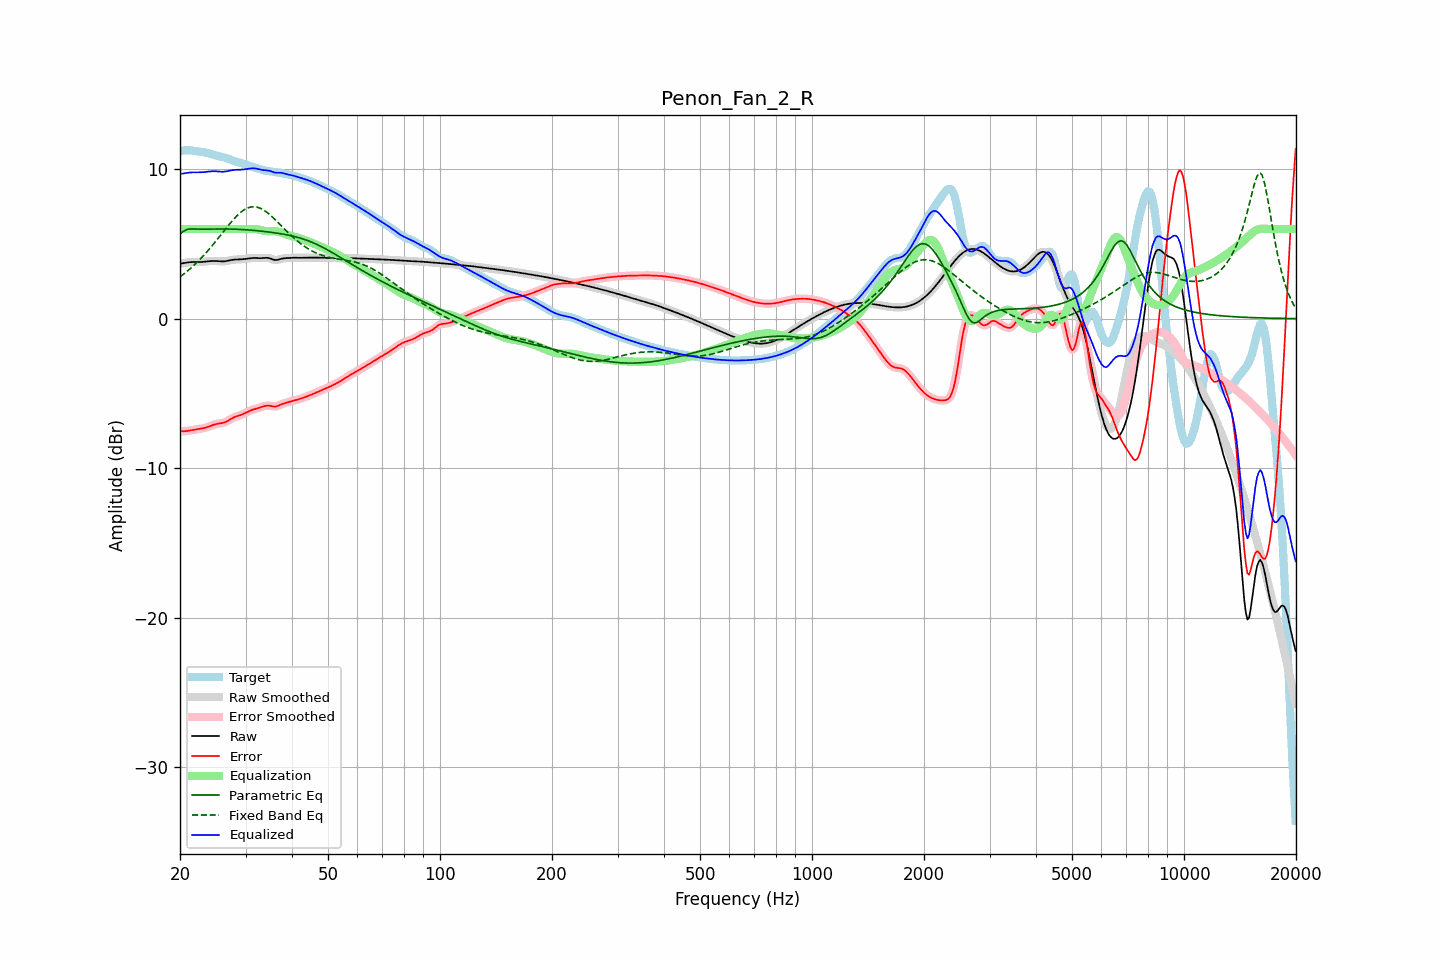 Penon_Fan_2_R
Amplitude (dBr)
10
0
−10
−20
−30
Target
Raw Smoothed
Error Smoothed
Raw
Error
Equalization
Parametric Eq
Fixed Band Eq
Equalized
20 50 100 200 500 1000 2000 5000 10000 20000
Frequency (Hz)